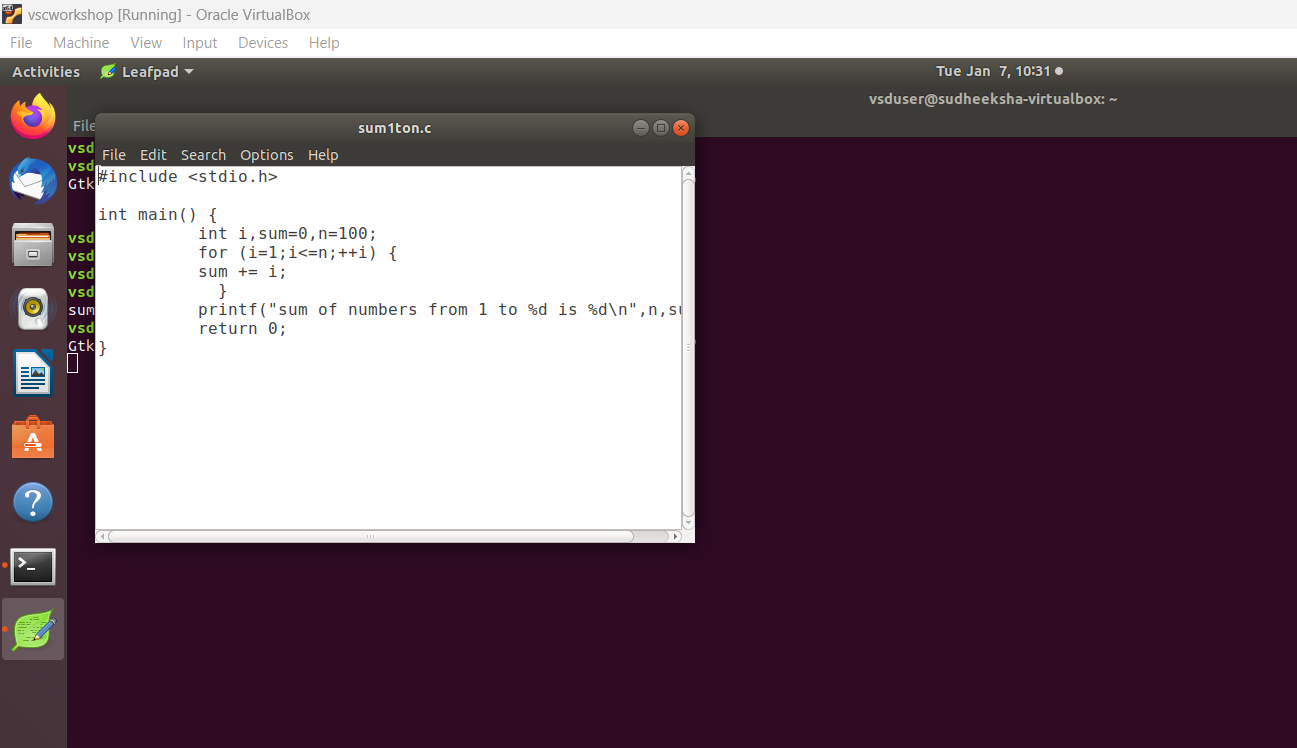 vscworkshop [Running] - Oracle VirtualBox
File Machine View Input Devices Help
Activities Leafpad Tue Jan 7, 10:31
vsduser@sudheeksha-virtualbox: ~
File
sum1ton.c
File Edit Search Options Help
vsd
vsd
Gtk
vsd
vsd
vsd
vsd
sum
vsd
Gtk
#include <stdio.h>
int main() {
int i,sum=0,n=100;
for (i=1;i<=n;++i) {
sum += i;
}
printf("sum of numbers from 1 to %d is %d\n",n,su
return 0;
}